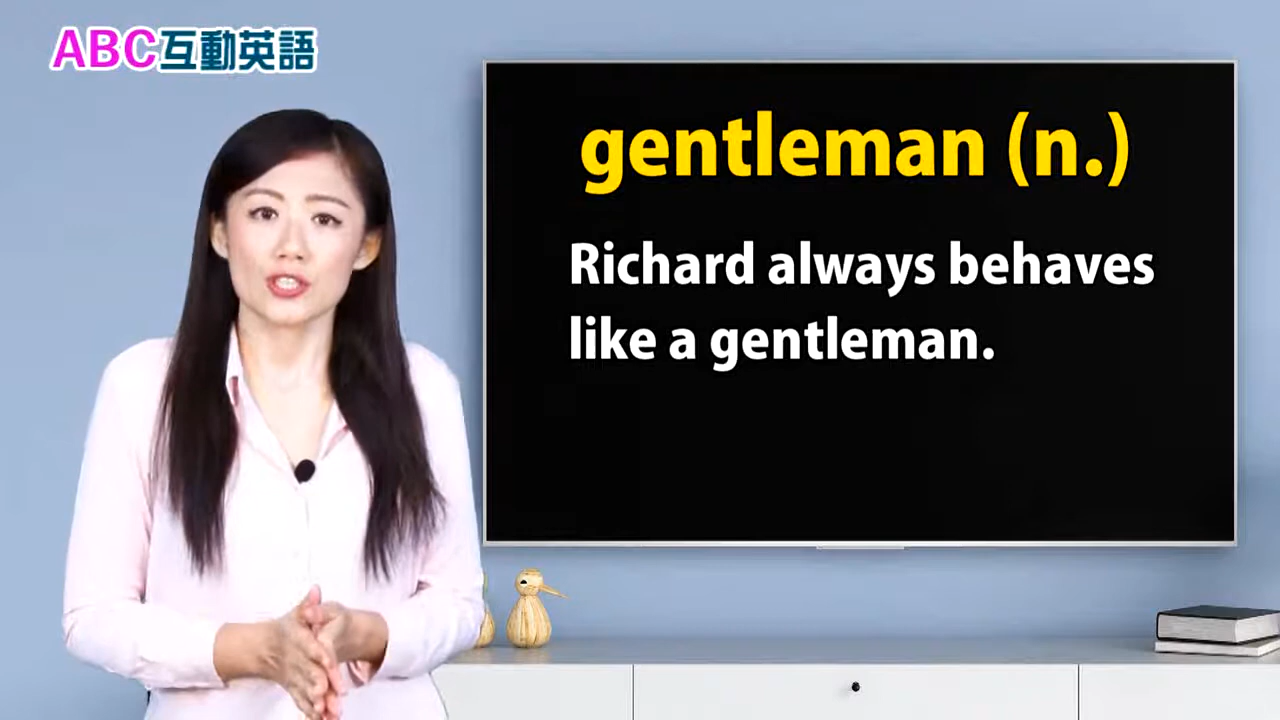 ABC互動英語
gentleman (n.)
Richard always behaves
like a gentleman.